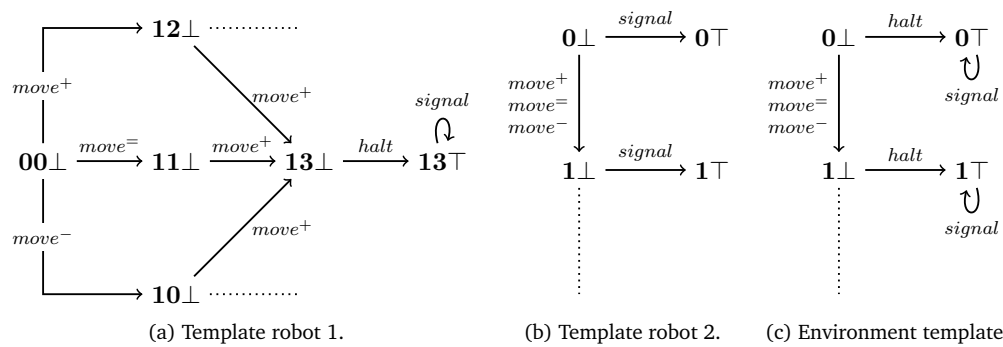 12⊥
0⊥ signal 0⊤
0⊥ halt 0⊤
move⁺
move⁺
move⁺
move⁼
move⁻
move⁺
move⁼
move⁻
signal
signal
00⊥ move⁼ 11⊥ move⁺ 13⊥ halt 13⊤
1⊥ signal 1⊤
1⊥ halt 1⊤
move⁻
move⁺
signal
10⊥
(a) Template robot 1.
(b) Template robot 2.
(c) Environment template